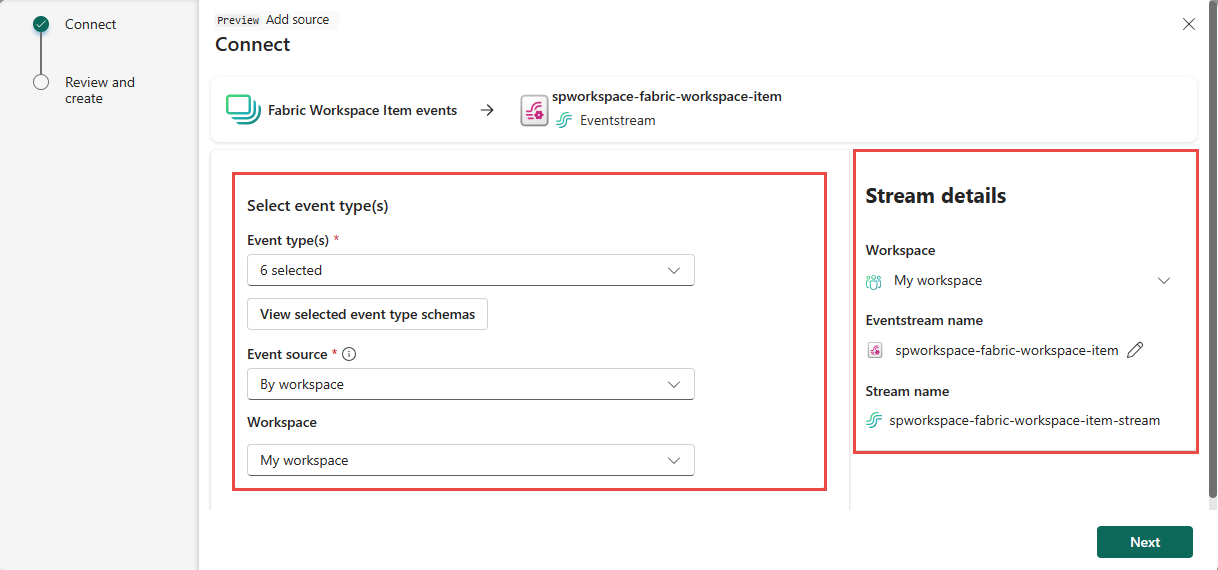 Connect
Review and
create
Preview Add source
Connect
Fabric Workspace Item events
spworkspace-fabric-workspace-item
Eventstream
Select event type(s)
Event type(s) *
6 selected
View selected event type schemas
Event source *
By workspace
Workspace
My workspace
Stream details
Workspace
My workspace
Eventstream name
spworkspace-fabric-workspace-item
Stream name
spworkspace-fabric-workspace-item-stream
Next